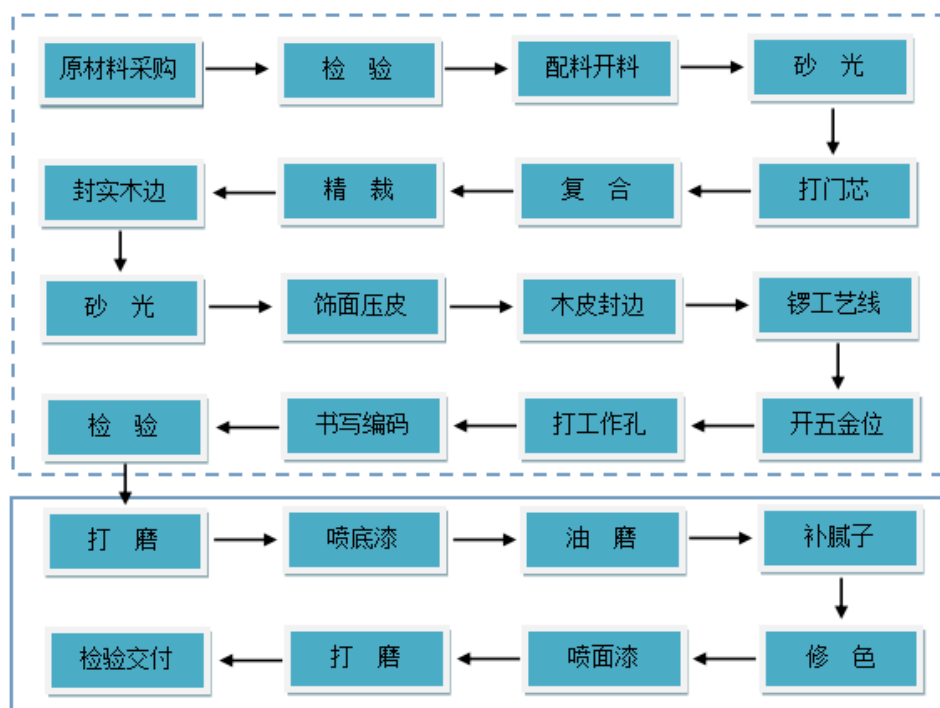 原材料采购 检 验 配料开料 砂 光
封实木边 精 裁 复 合 打门芯
砂 光 饰面压皮 木皮封边 锣工艺线
检 验 书写编码 打工作孔 开五金位
打 磨 喷底漆 油 磨 补腻子
检验交付 打 磨 喷面漆 修 色